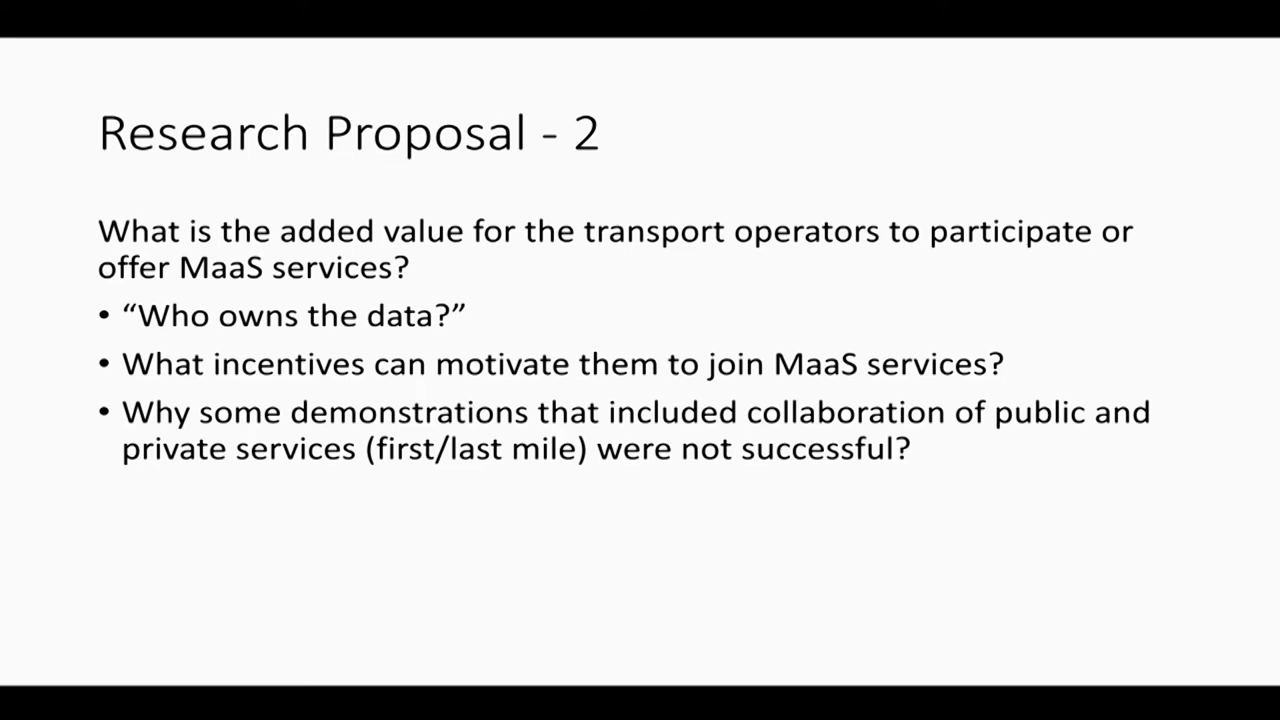 Research Proposal - 2
What is the added value for the transport operators to participate or
offer MaaS services?
• “Who owns the data?”
• What incentives can motivate them to join MaaS services?
• Why some demonstrations that included collaboration of public and
private services (first/last mile) were not successful?